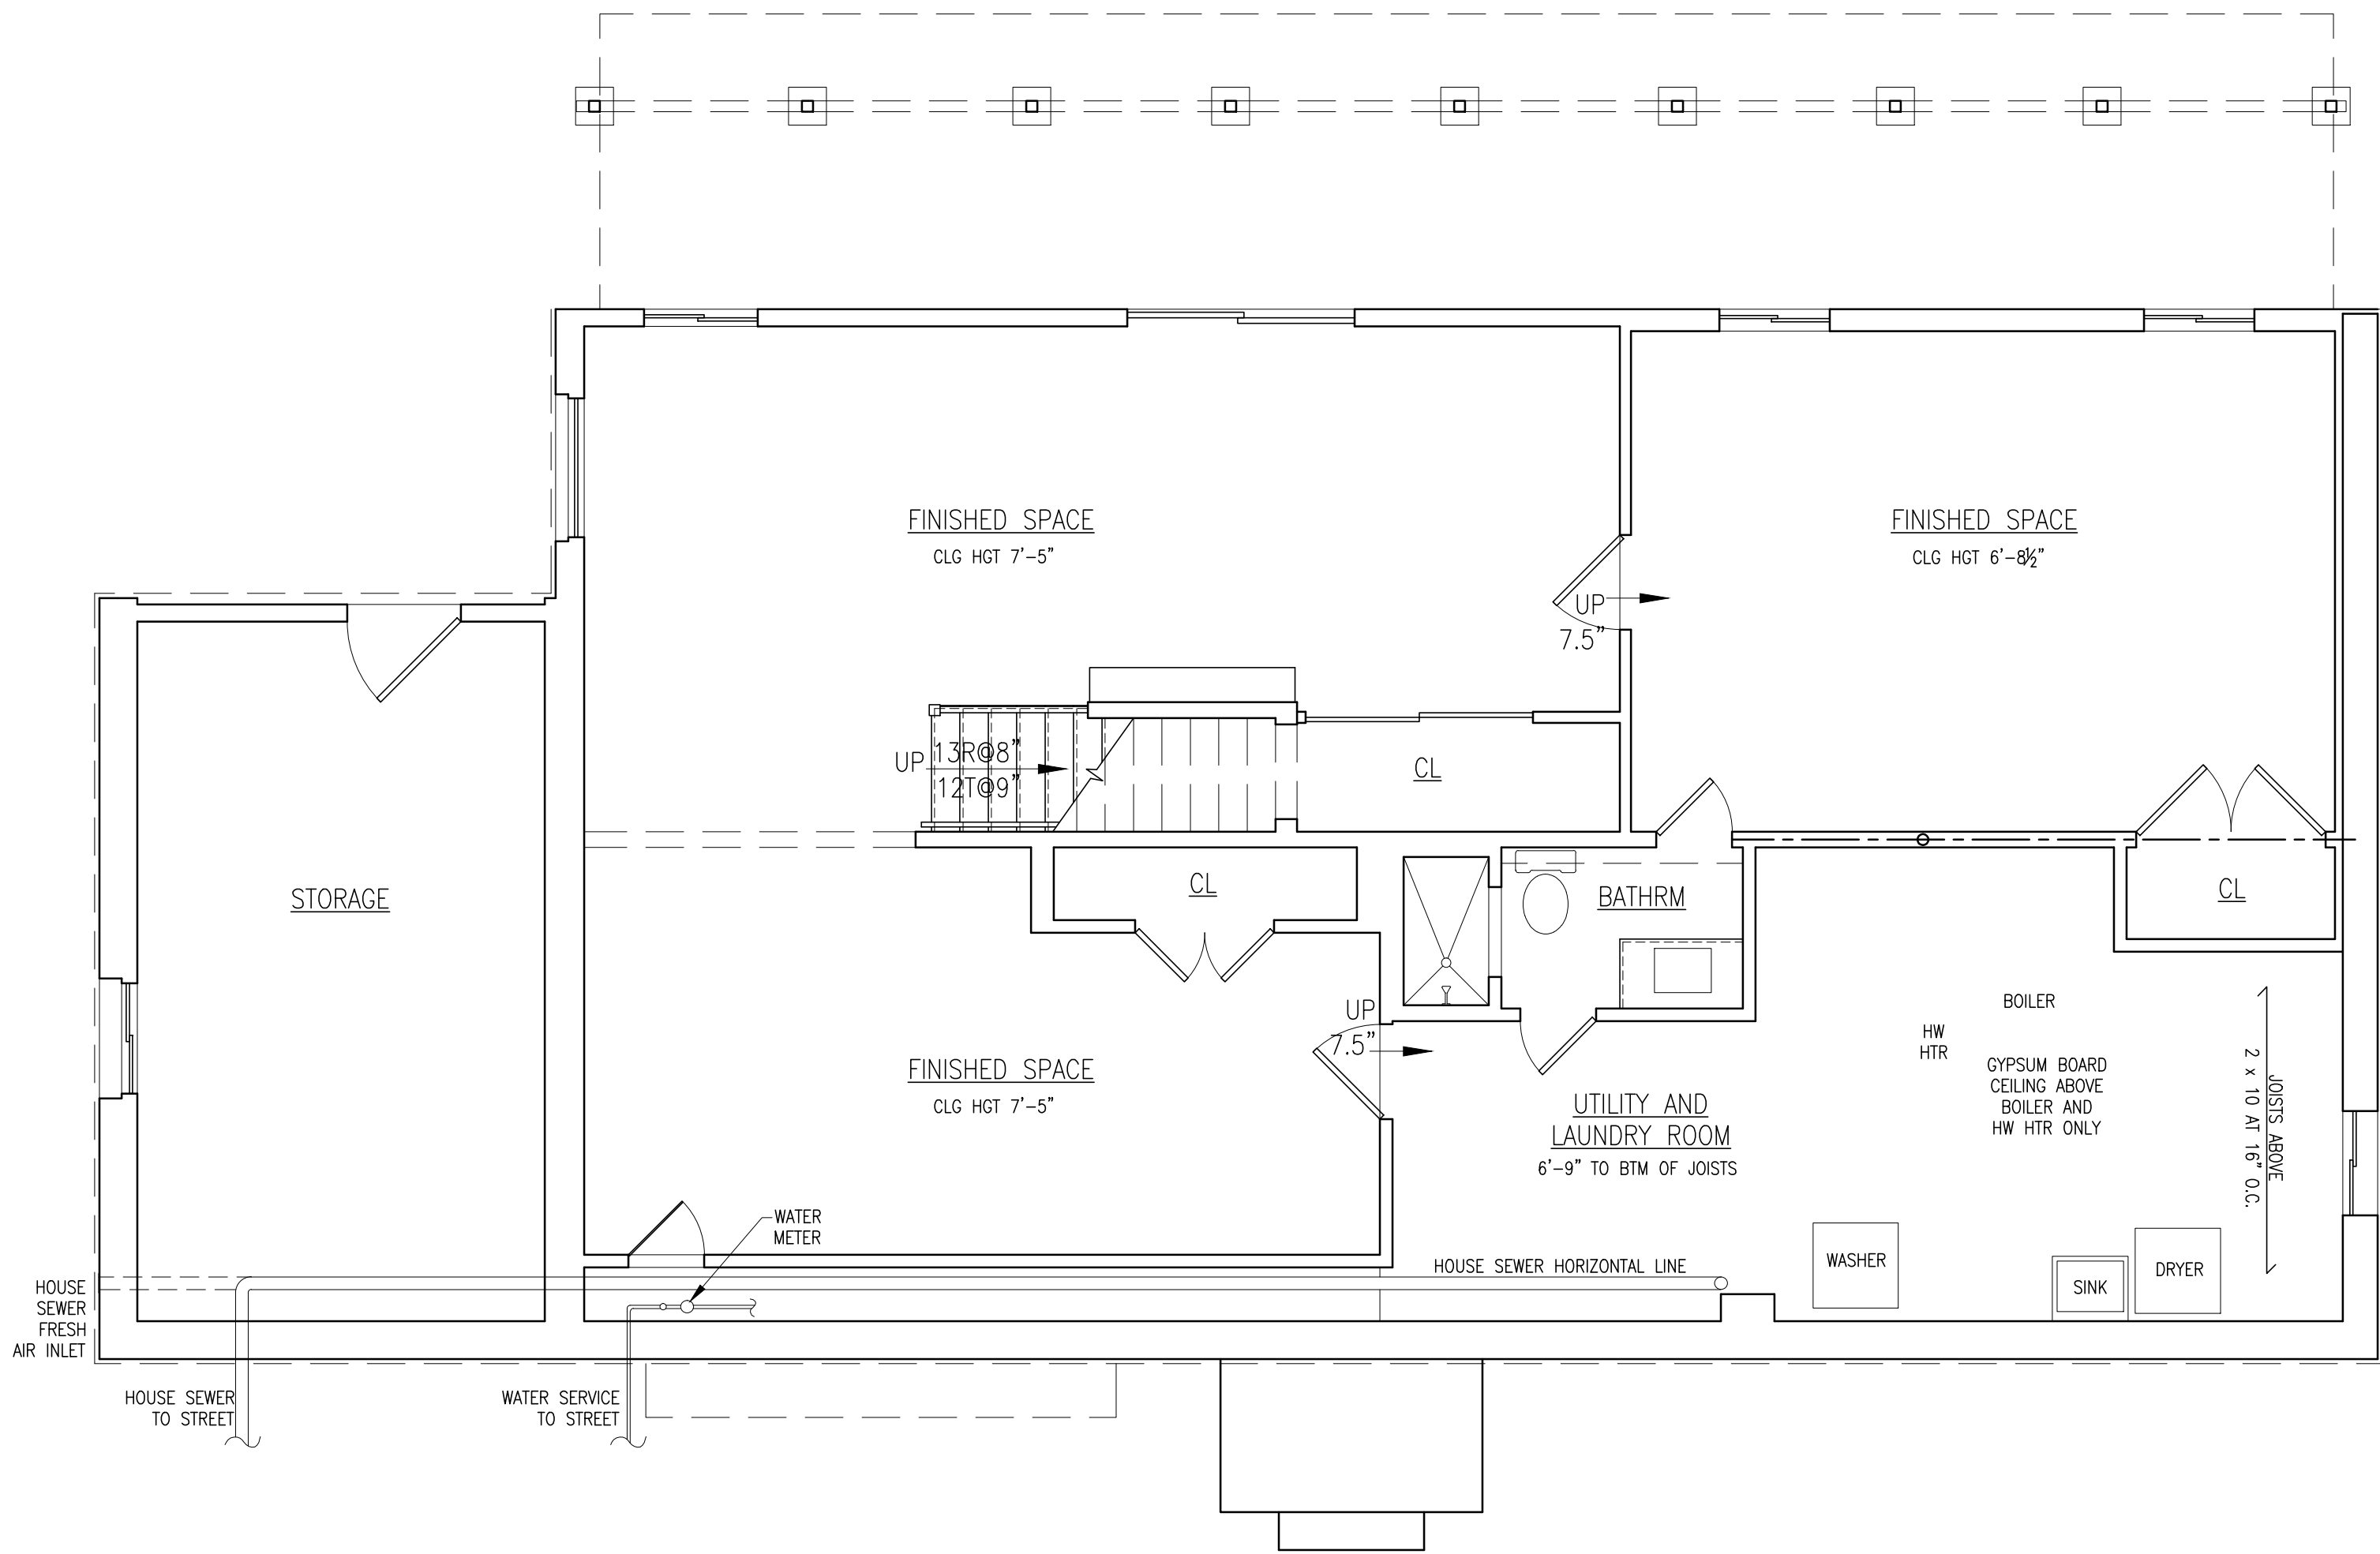 FINISHED SPACE
CLG HGT 7'-5"
FINISHED SPACE
CLG HGT 6'-8½"
UP
7.5"
UP
13R@8"
12T@9"
CL
STORAGE
CL
BATHRM
CL
UP
7.5"
FINISHED SPACE
CLG HGT 7'-5"
BOILER
HW
HTR
GYPSUM BOARD
CEILING ABOVE
BOILER AND
HW HTR ONLY
JOISTS ABOVE
2 x 10 AT 16" O.C.
UTILITY AND
LAUNDRY ROOM
6'-9" TO BTM OF JOISTS
WATER
METER
HOUSE SEWER HORIZONTAL LINE
WASHER
SINK
DRYER
HOUSE
SEWER
FRESH
AIR INLET
HOUSE SEWER
TO STREET
WATER SERVICE
TO STREET